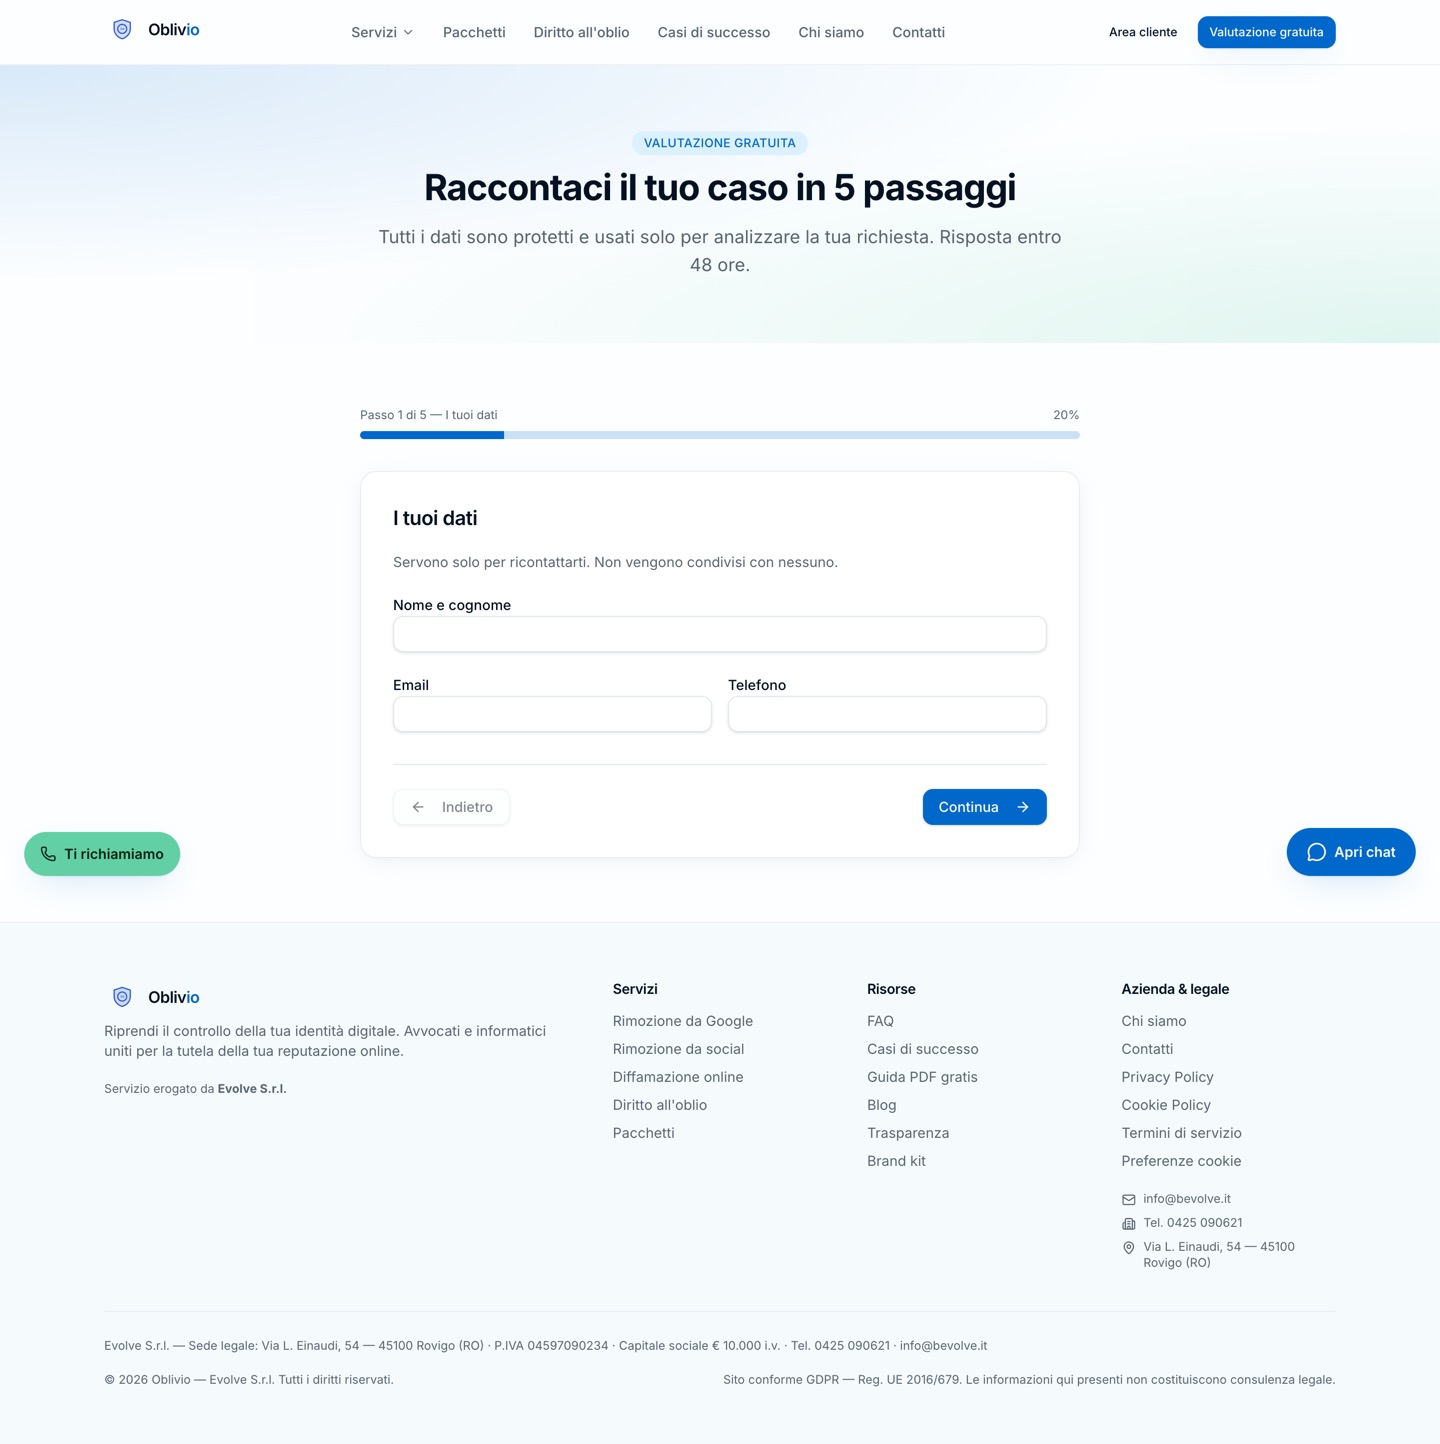 Oblivio
Servizi
Pacchetti
Diritto all'oblio
Casi di successo
Chi siamo
Contatti
Area cliente
Valutazione gratuita
VALUTAZIONE GRATUITA
Raccontaci il tuo caso in 5 passaggi
Tutti i dati sono protetti e usati solo per analizzare la tua richiesta. Risposta entro
48 ore.
Passo 1 di 5 — I tuoi dati
20%
I tuoi dati
Servono solo per ricontattarti. Non vengono condivisi con nessuno.
Nome e cognome
Email
Telefono
Indietro
Continua
Ti richiamiamo
Apri chat
Oblivio
Riprendi il controllo della tua identità digitale. Avvocati e informatici
uniti per la tutela della tua reputazione online.
Servizio erogato da Evolve S.r.l.
Servizi
Rimozione da Google
Rimozione da social
Diffamazione online
Diritto all'oblio
Pacchetti
Risorse
FAQ
Casi di successo
Guida PDF gratis
Blog
Trasparenza
Brand kit
Azienda & legale
Chi siamo
Contatti
Privacy Policy
Cookie Policy
Termini di servizio
Preferenze cookie
info@bevolve.it
Tel. 0425 090621
Via L. Einaudi, 54 — 45100
Rovigo (RO)
Evolve S.r.l. — Sede legale: Via L. Einaudi, 54 — 45100 Rovigo (RO) · P.IVA 04597090234 · Capitale sociale € 10.000 i.v. · Tel. 0425 090621 · info@bevolve.it
© 2026 Oblivio — Evolve S.r.l. Tutti i diritti riservati.
Sito conforme GDPR — Reg. UE 2016/679. Le informazioni qui presenti non costituiscono consulenza legale.